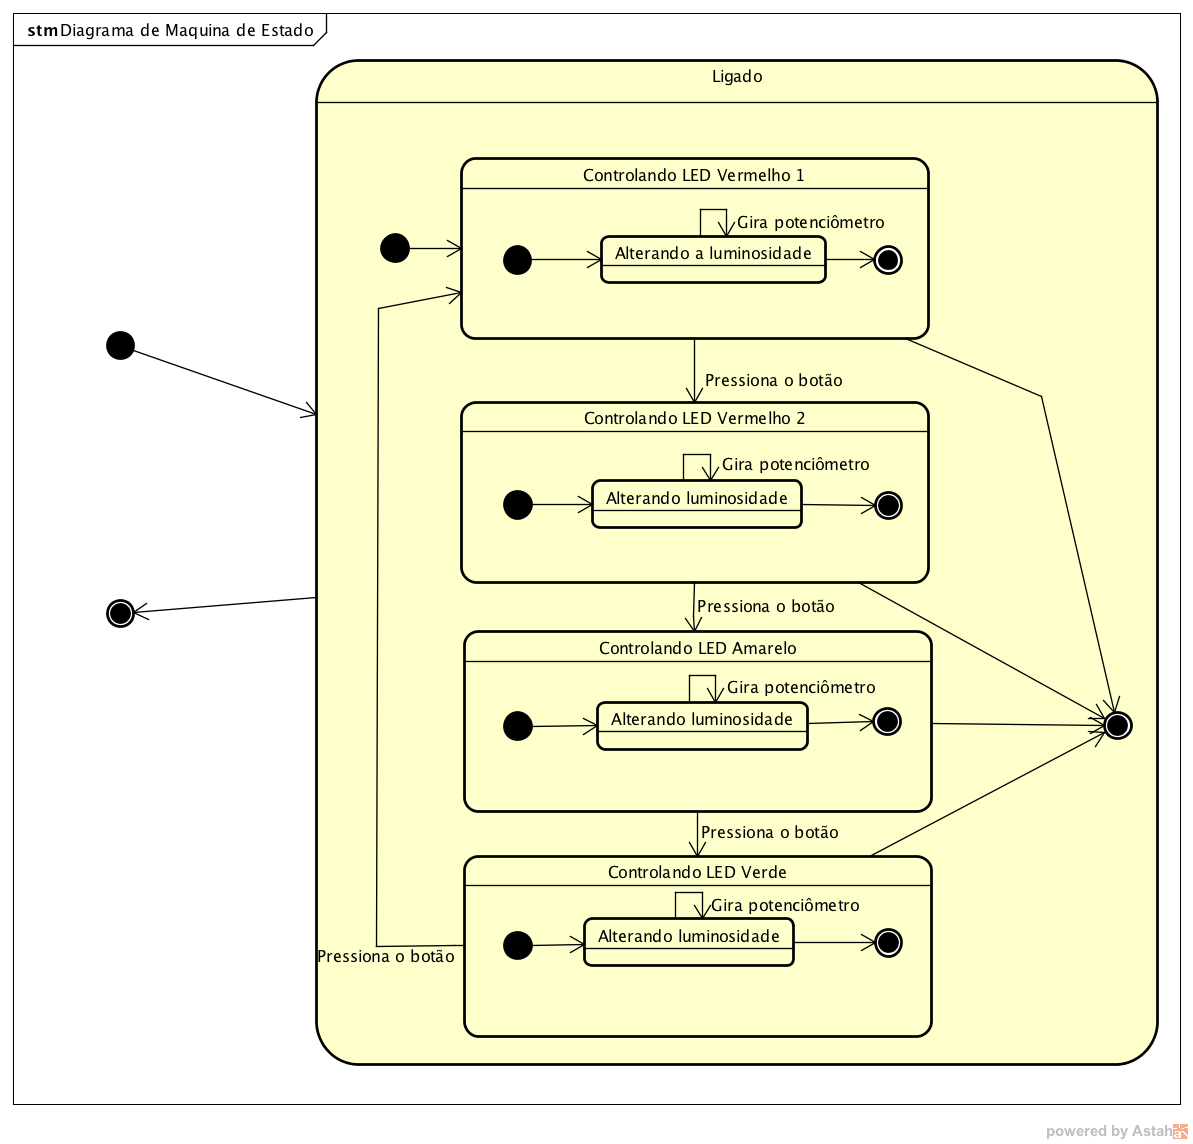 stm Diagrama de Maquina de Estado
Ligado
Controlando LED Vermelho 1
Gira potenciômetro
Alterando a luminosidade
Pressiona o botão
Controlando LED Vermelho 2
Gira potenciômetro
Alterando luminosidade
Pressiona o botão
Controlando LED Amarelo
Gira potenciômetro
Alterando luminosidade
Pressiona o botão
Controlando LED Verde
Gira potenciômetro
Alterando luminosidade
Pressiona o botão
powered by Astah